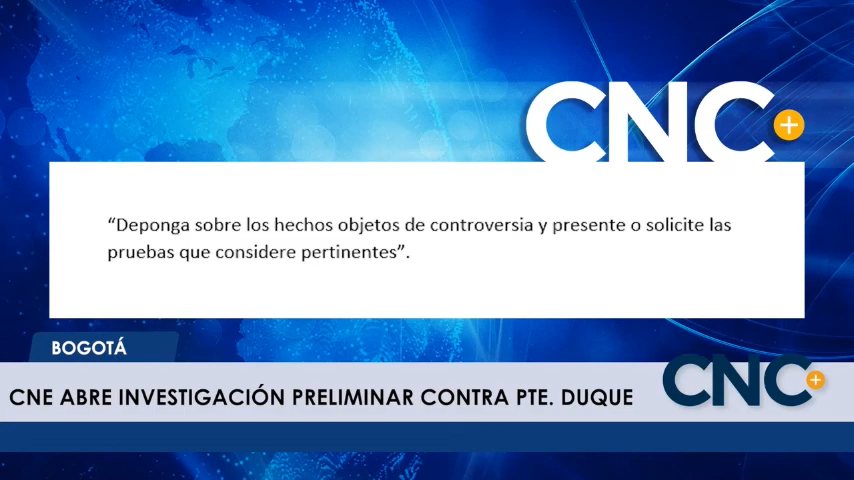 CNC+
“Deponga sobre los hechos objetos de controversia y presente o solicite las
pruebas que considere pertinentes”.
BOGOTÁ
CNE ABRE INVESTIGACIÓN PRELIMINAR CONTRA PTE. DUQUE
CNC+